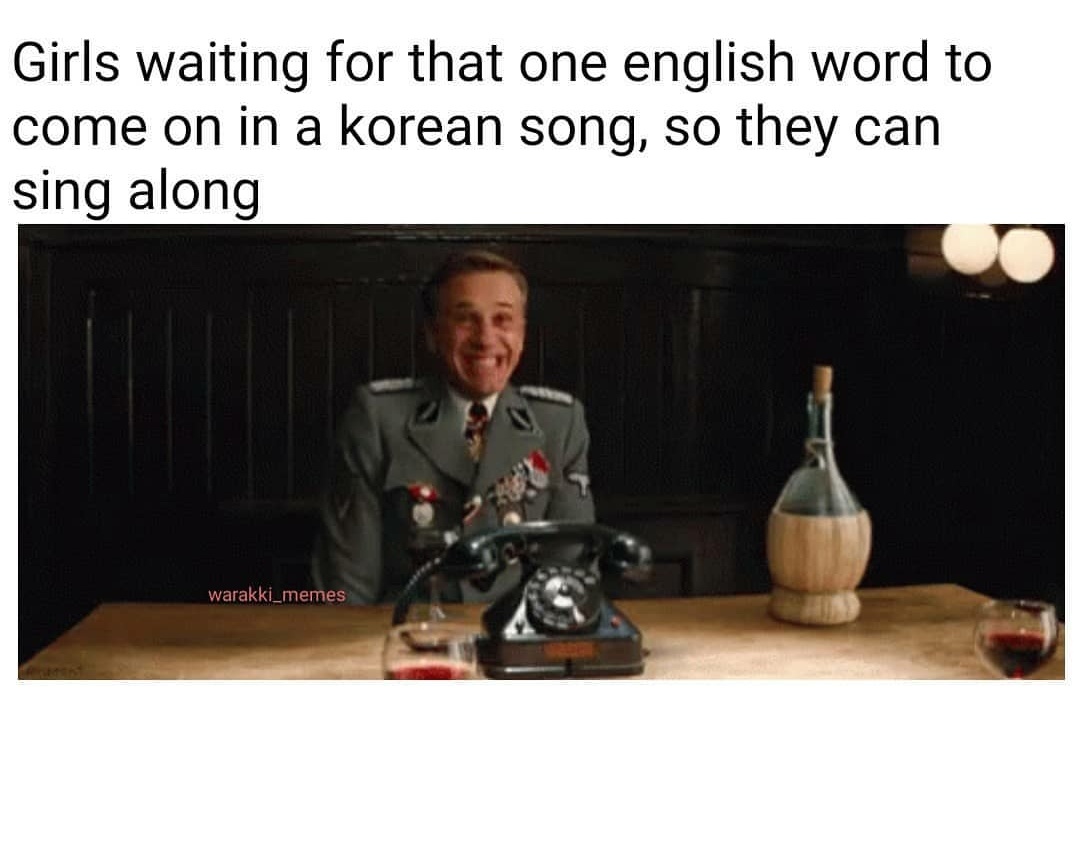 Girls waiting for that one english word to
come on in a korean song, so they can
sing along
warakki_memes